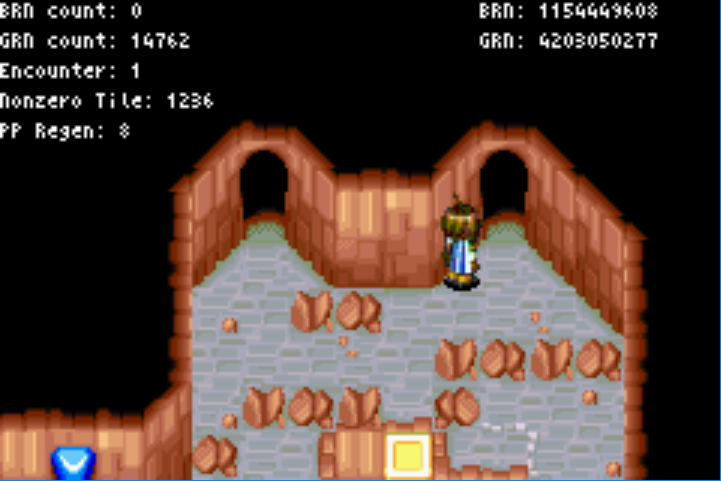 BRN count: 0
BRN: 1154449608
GRN count: 14762
GRN: 4203050277
Encounter: 1
Nonzero Tile: 1236
PP Regen: 8